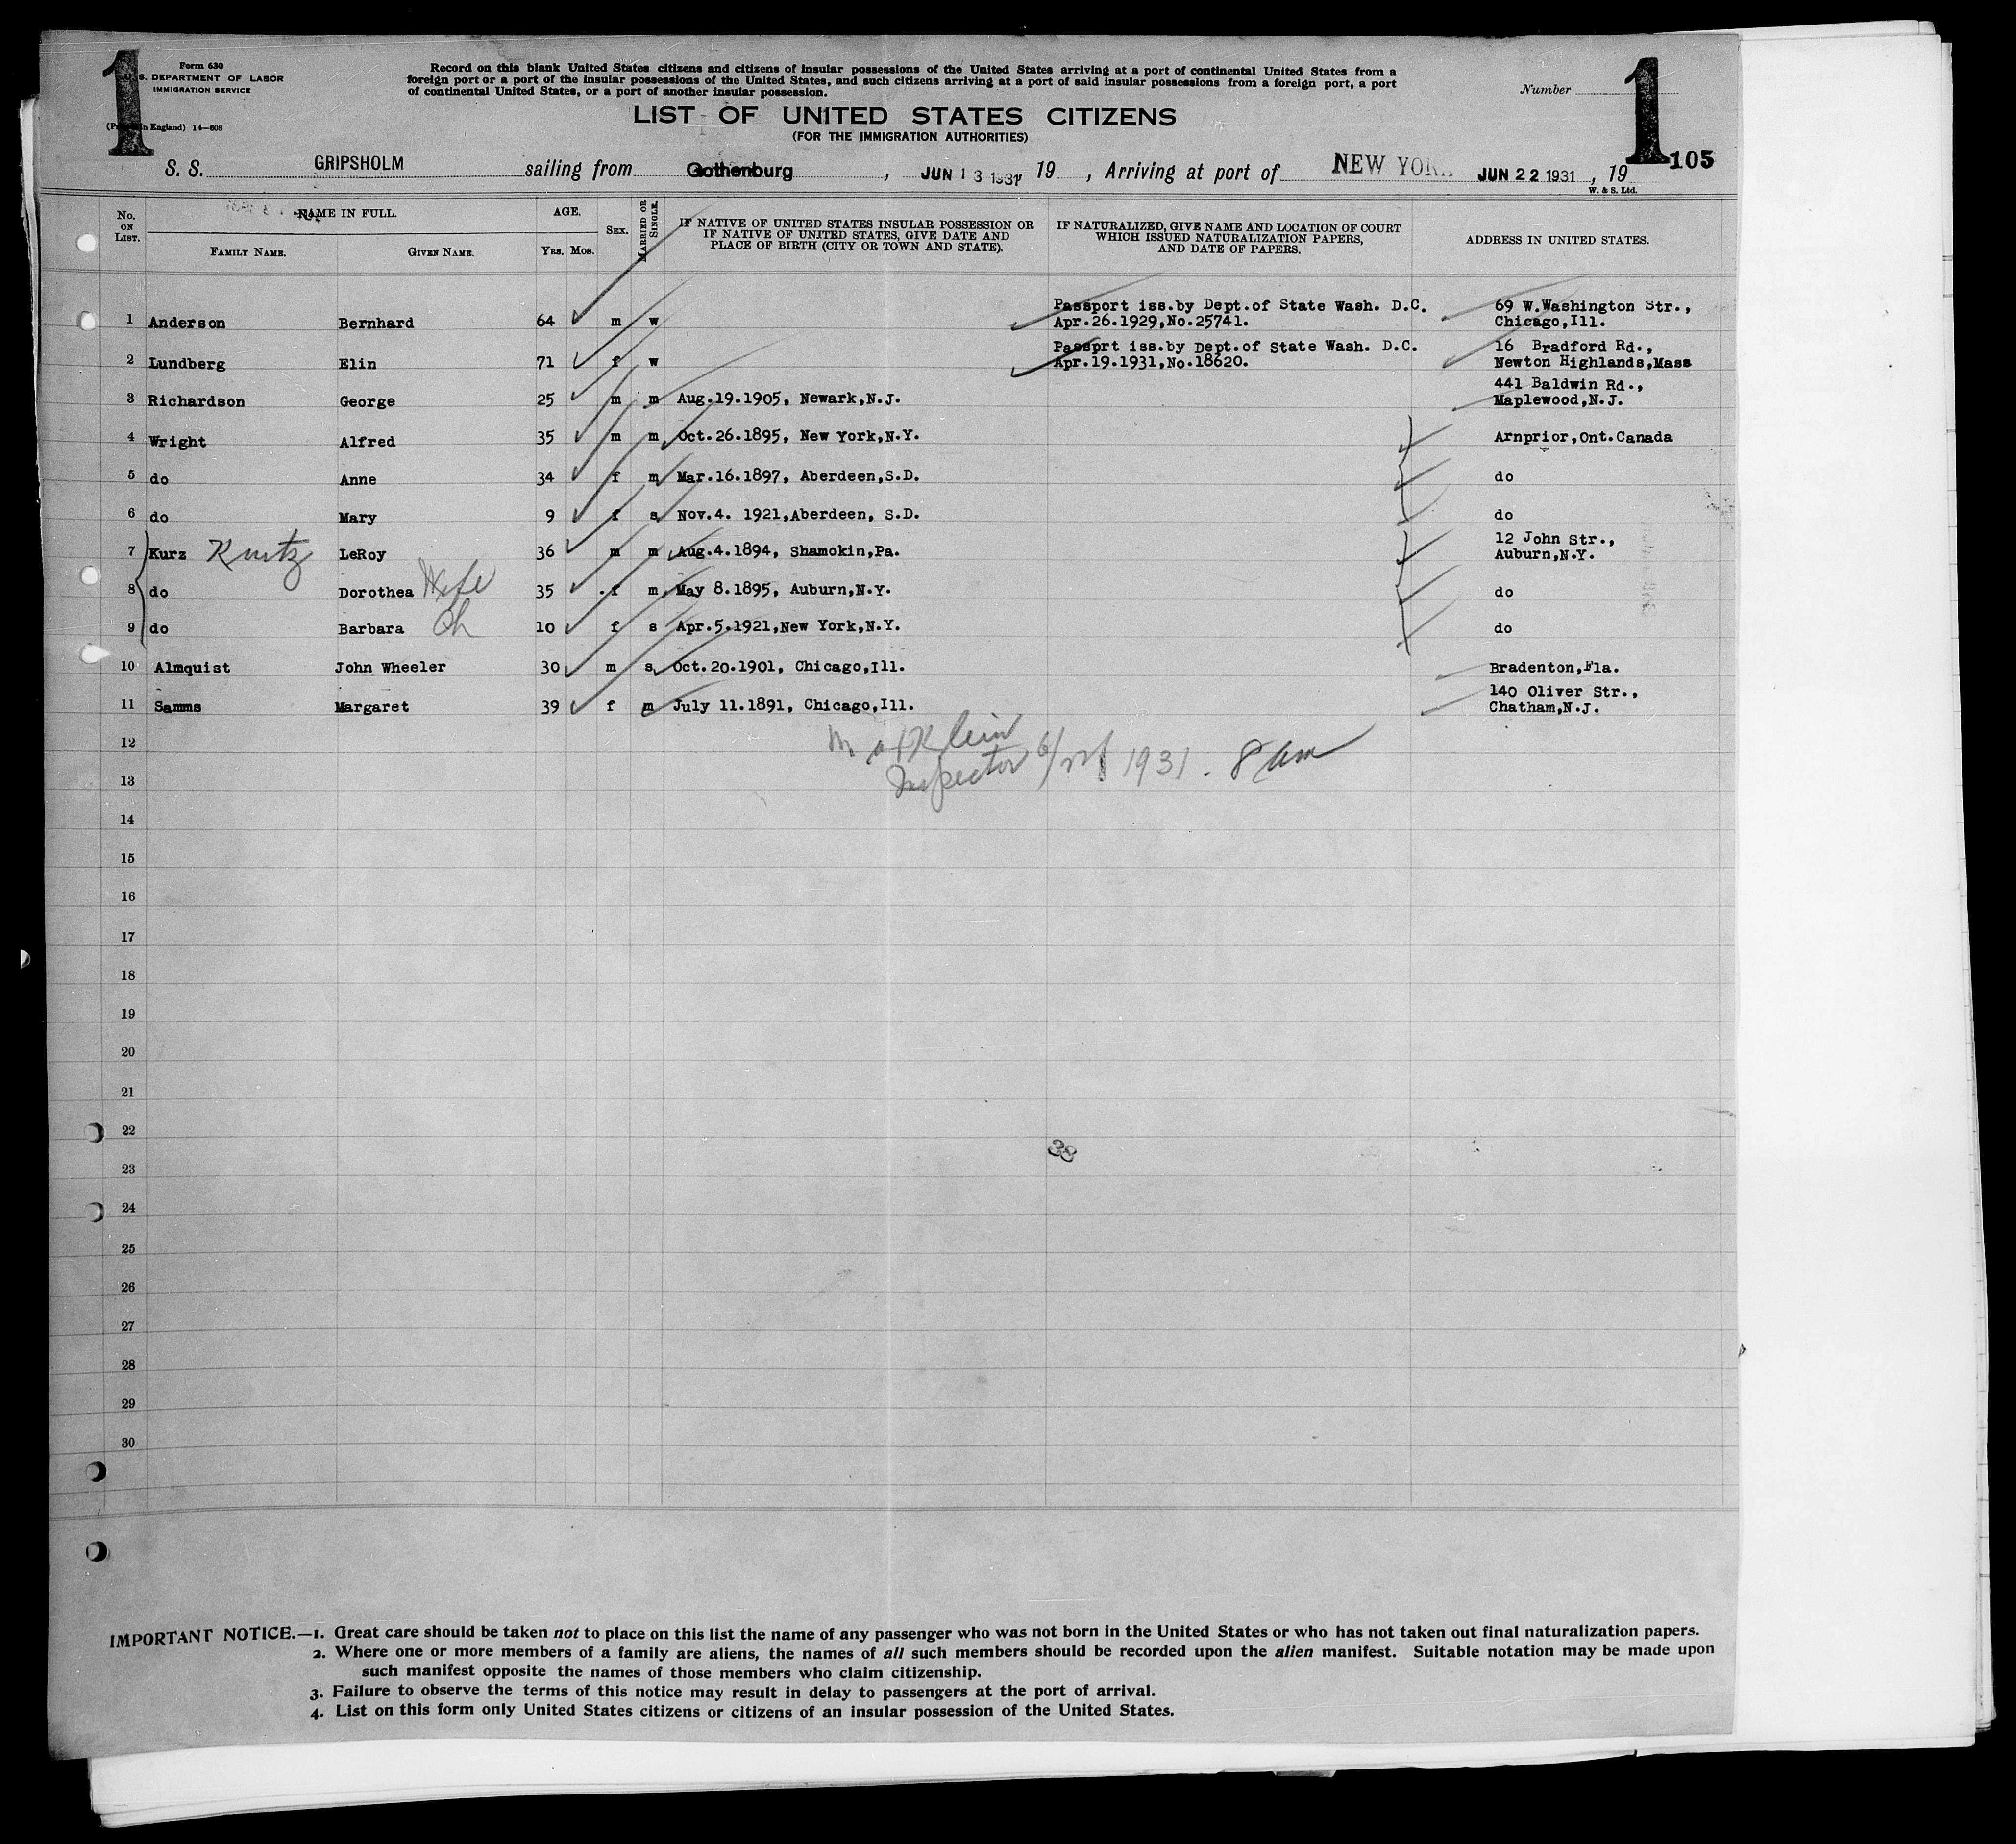 1
Form 630
U.S. DEPARTMENT OF LABOR
IMMIGRATION SERVICE
(Printed in England) 14—808
Record on this blank United States citizens and citizens of insular possessions of the United States arriving at a port of continental United States from a
foreign port or a port of the insular possessions of the United States, and such citizens arriving at a port of said insular possessions from a foreign port, a port
of continental United States, or a port of another insular possession.
LIST OF UNITED STATES CITIZENS
(FOR THE IMMIGRATION AUTHORITIES)
Number
1
105
S. S. GRIPSHOLM sailing from Gothenburg, JUN 13 1931 19 , Arriving at port of NEW YORK JUN 22 1931, 19
W. & S. Ltd.
No. ON LIST.
NAME IN FULL.
FAMILY NAME.
GIVEN NAME.
AGE.
YRS. MOS.
SEX.
MARRIED OR SINGLE.
IF NATIVE OF UNITED STATES INSULAR POSSESSION OR
IF NATIVE OF UNITED STATES, GIVE DATE AND
PLACE OF BIRTH (CITY OR TOWN AND STATE).
IF NATURALIZED, GIVE NAME AND LOCATION OF COURT
WHICH ISSUED NATURALIZATION PAPERS,
AND DATE OF PAPERS.
ADDRESS IN UNITED STATES.
1 Anderson Bernhard 64 m w Passport iss.by Dept.of State Wash. D.C. 69 W.Washington Str.,
Apr.26.1929,No.25741. Chicago,Ill.
2 Lundberg Elin 71 f w Passprt iss.by Dept.of State Wash. D.C. 16 Bradford Rd.,
Apr.19.1931,No.18620. Newton Highlands,Mass
3 Richardson George 25 m m Aug.19.1905, Newark,N.J. 441 Baldwin Rd.,
Maplewood,N.J.
4 Wright Alfred 35 m m Oct.26.1895, New York,N.Y. Arnprior,Ont.Canada
5 do Anne 34 f m Mar.16.1897, Aberdeen,S.D. do
6 do Mary 9 f s Nov.4. 1921,Aberdeen, S.D. do
7 Kurz Kurtz LeRoy 36 m m Aug.4.1894, Shamokin,Pa. 12 John Str.,
Auburn,N.Y.
8 do Dorothea Wife 35 f m May 8.1895, Auburn,N.Y. do
9 do Barbara Ch 10 f s Apr.5.1921,New York,N.Y. do
10 Almquist John Wheeler 30 m s Oct.20.1901, Chicago,Ill. Bradenton,Fla.
11 Samms Margaret 39 f m July 11.1891, Chicago,Ill. 140 Oliver Str.,
Chatham,N.J.
12
Max Klein
Inspector 1931. 8 am
13
14
15
16
17
18
19
20
21
22
38
23
24
25
26
27
28
29
30
IMPORTANT NOTICE.—1. Great care should be taken not to place on this list the name of any passenger who was not born in the United States or who has not taken out final naturalization papers.
2. Where one or more members of a family are aliens, the names of all such members should be recorded upon the alien manifest. Suitable notation may be made upon
such manifest opposite the names of those members who claim citizenship.
3. Failure to observe the terms of this notice may result in delay to passengers at the port of arrival.
4. List on this form only United States citizens or citizens of an insular possession of the United States.